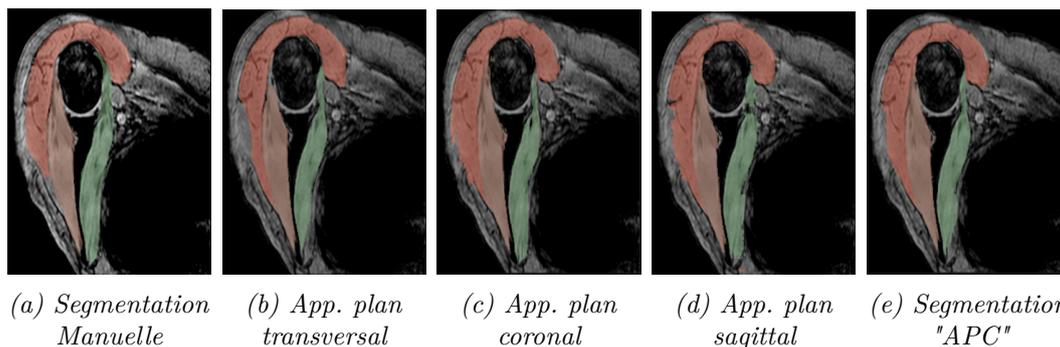 (a) Segmentation
Manuelle
(b) App. plan
transversal
(c) App. plan
coronal
(d) App. plan
sagittal
(e) Segmentation
"APC"